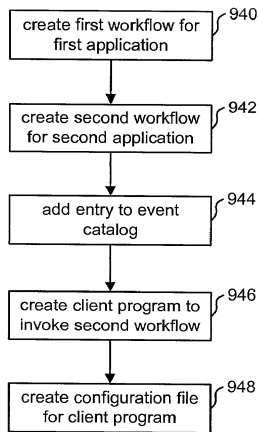 create first workflow for
first application
940
create second workflow
for second application
942
add entry to event
catalog
944
create client program to
invoke second workflow
946
create configuration file
for client program
948